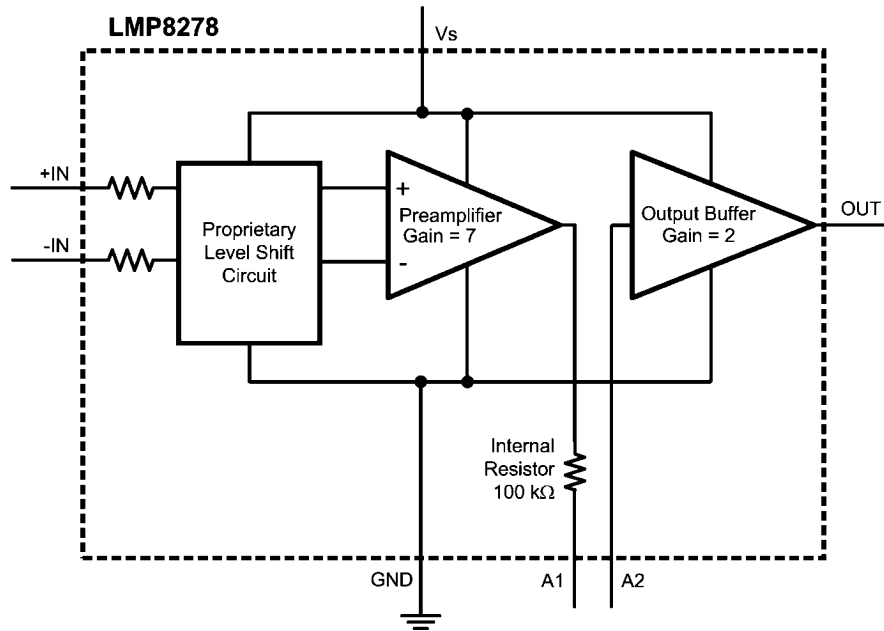 LMP8278
Vs
+IN
-IN
Proprietary
Level Shift
Circuit
+
-
Preamplifier
Gain = 7
Output Buffer
Gain = 2
OUT
Internal
Resistor
100 kΩ
GND
A1
A2